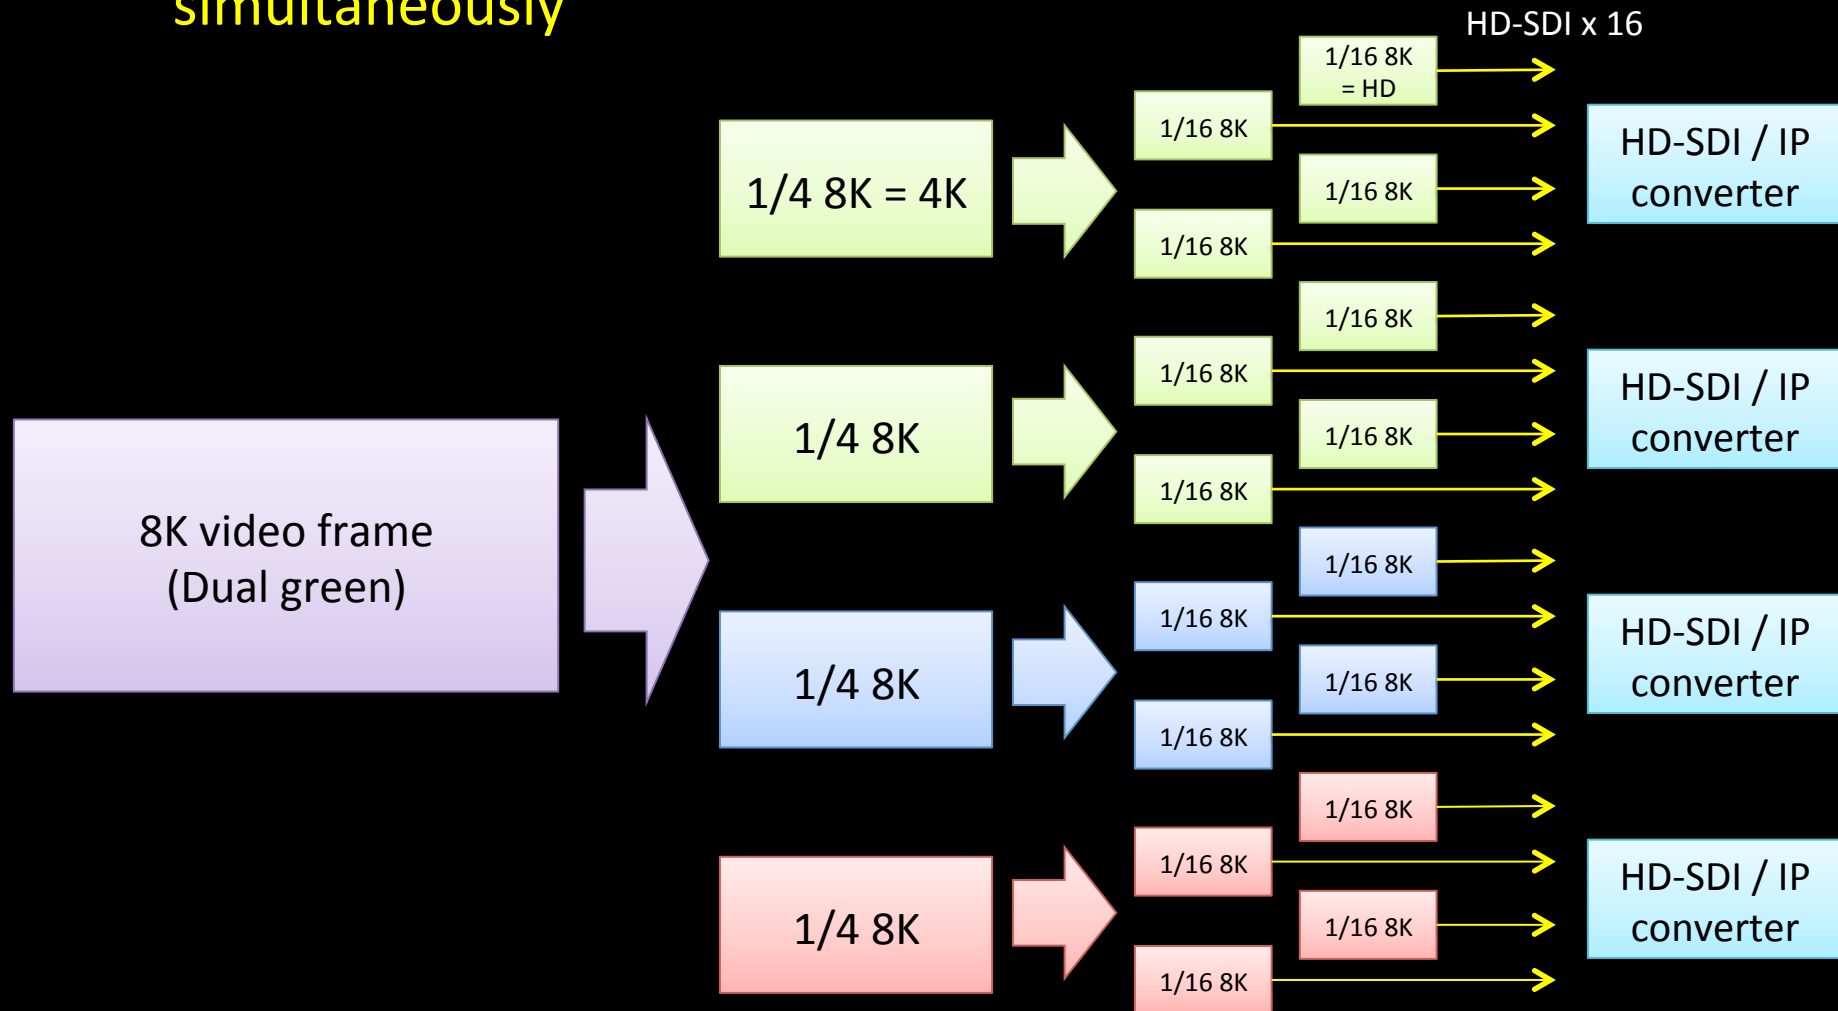 simultaneously
HD-SDI x 16
1/16 8K
= HD
1/16 8K
1/16 8K
1/16 8K
1/4 8K = 4K
HD-SDI / IP
converter
1/16 8K
1/16 8K
1/16 8K
1/16 8K
1/4 8K
HD-SDI / IP
converter
8K video frame
(Dual green)
1/16 8K
1/16 8K
1/16 8K
1/16 8K
1/4 8K
HD-SDI / IP
converter
1/16 8K
1/16 8K
1/16 8K
1/16 8K
1/4 8K
HD-SDI / IP
converter